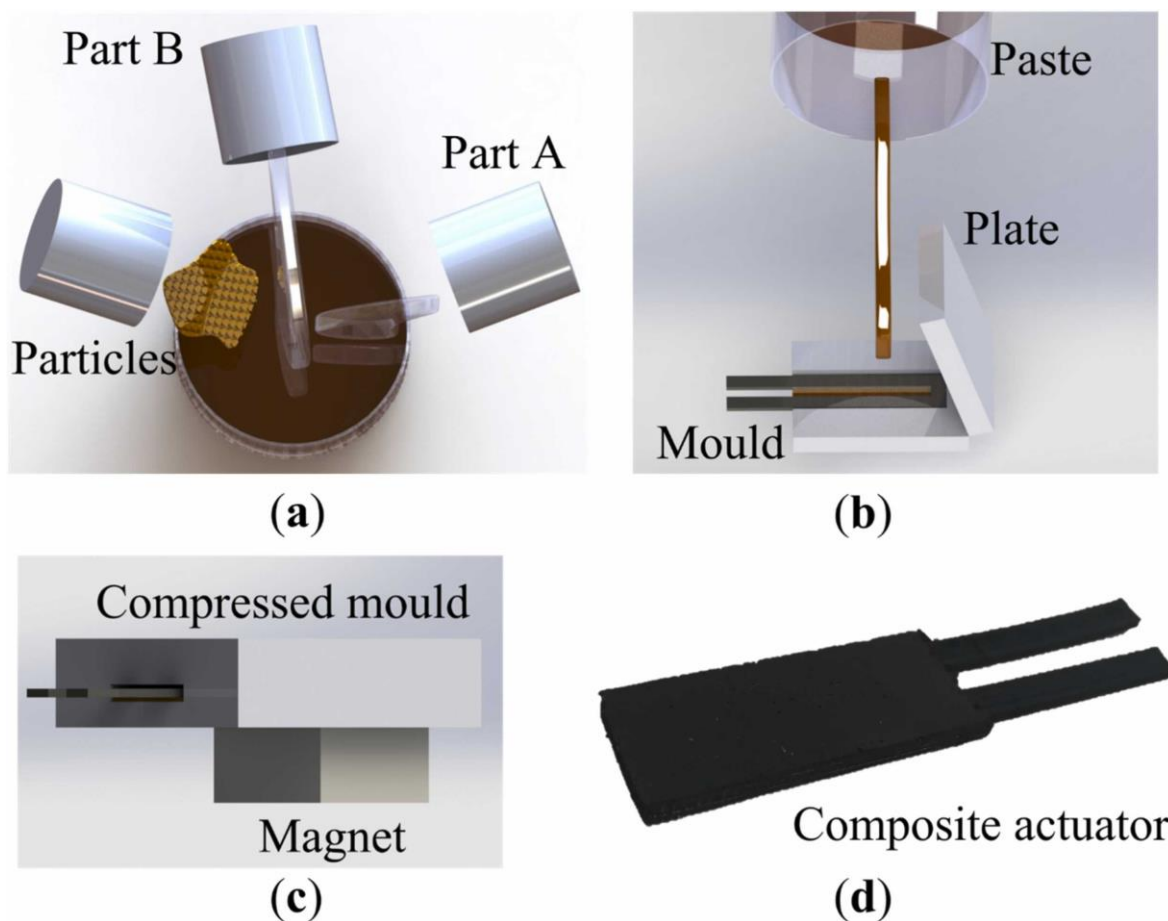 Part B
Part A
Particles
(a)
Paste
Plate
Mould
(b)
Compressed mould
Magnet
(c)
Composite actuator
(d)